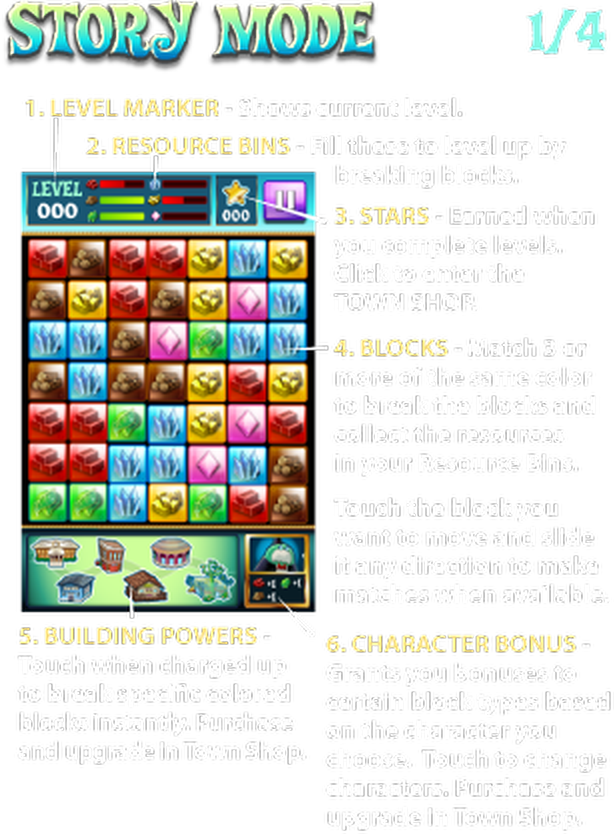 STORY MODE 1/4
1. LEVEL MARKER - Shows current level.
2. RESOURCE BINS - Fill these to level up by
breaking blocks.
LEVEL
000
000
3. STARS - Earned when
you complete levels.
Click to enter the
TOWN SHOP.
4. BLOCKS - Match 3 or
more of the same color
to break the blocks and
collect the resources
in your Resource Bins.
Touch the block you
want to move and slide
it any direction to make
matches when available.
5. BUILDING POWERS -
Touch when charged up
to break specific colored
blocks instantly. Purchase
and upgrade in Town Shop.
6. CHARACTER BONUS -
Grants you bonuses to
certain block types based
on the character you
choose. Touch to change
characters. Purchase and
upgrade in Town Shop.